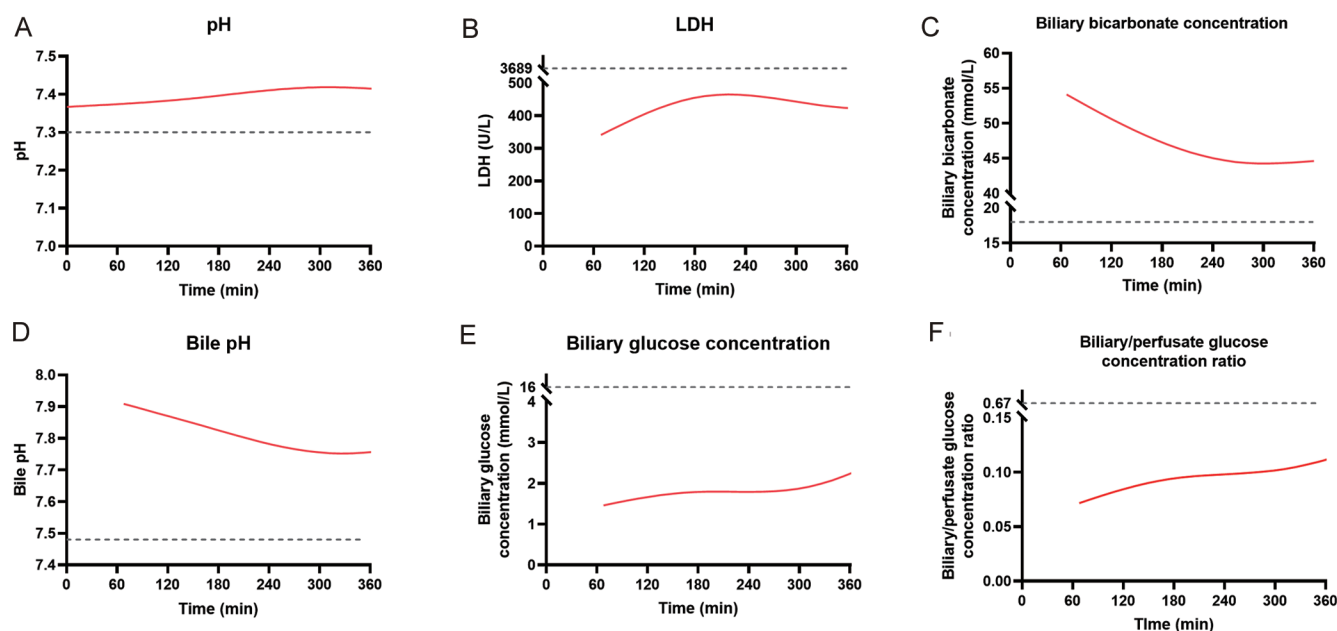 A
pH
7.5
7.4
7.3
7.2
7.1
7.0
pH
0 60 120 180 240 300 360
Time (min)
B
LDH
3689
500
400
300
200
100
0
LDH (U/L)
0 60 120 180 240 300 360
Time (min)
C
Biliary bicarbonate concentration
60
55
50
45
40
20
15
Biliary bicarbonate
concentration (mmol/L)
0 60 120 180 240 300 360
Time (min)
D
Bile pH
8.0
7.9
7.8
7.7
7.6
7.5
7.4
Bile pH
0 60 120 180 240 300 360
Time (min)
E
Biliary glucose concentration
16
4
3
2
1
0
Biliary glucose
concentration (mmol/L)
0 60 120 180 240 300 360
Time (min)
F
Biliary/perfusate glucose
concentration ratio
0.67
0.15
0.10
0.05
0.00
Biliary/perfusate glucose
concentration ratio
0 60 120 180 240 300 360
TIme (min)